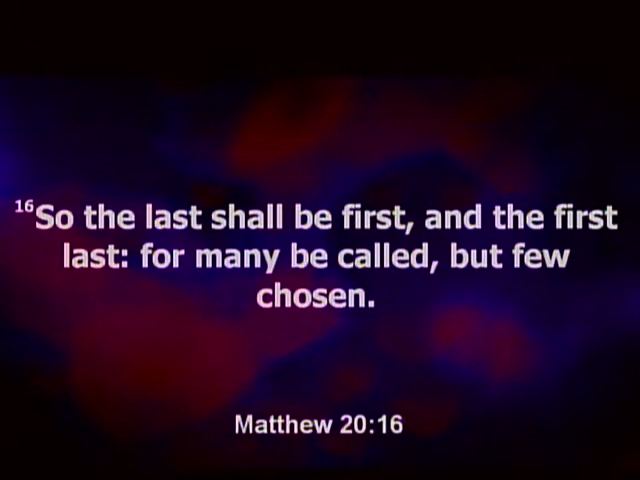 16So the last shall be first, and the first
last: for many be called, but few
chosen.
Matthew 20:16